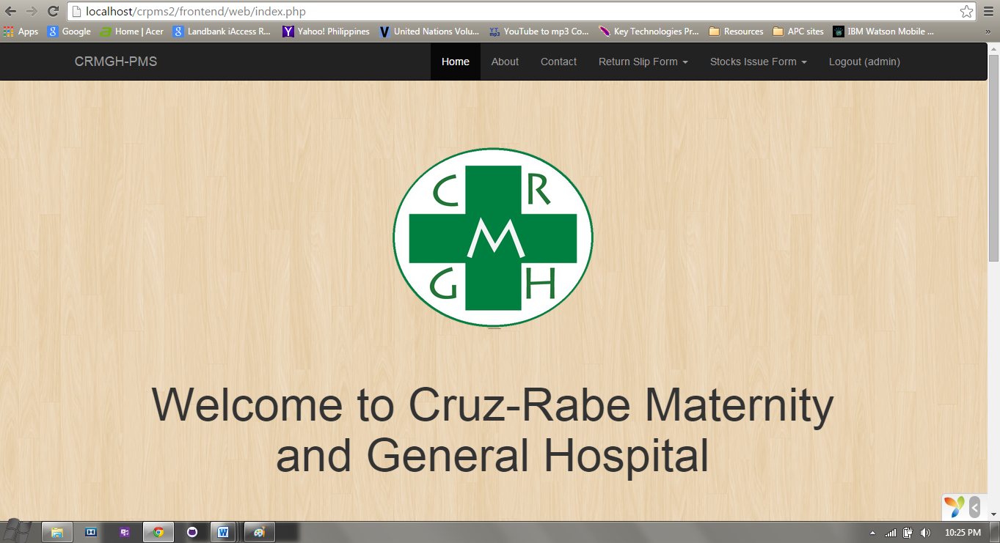 localhost/crpms2/frontend/web/index.php
Apps Google Home | Acer Landbank iAccess R... Yahoo! Philippines United Nations Volu... YT mp3 YouTube to mp3 Co... Key Technologies Pr... Resources APC sites IBM Watson Mobile ... »
CRMGH-PMS Home About Contact Return Slip Form Stocks Issue Form Logout (admin)
C R
M
G H
Welcome to Cruz-Rabe Maternity
and General Hospital
10:25 PM